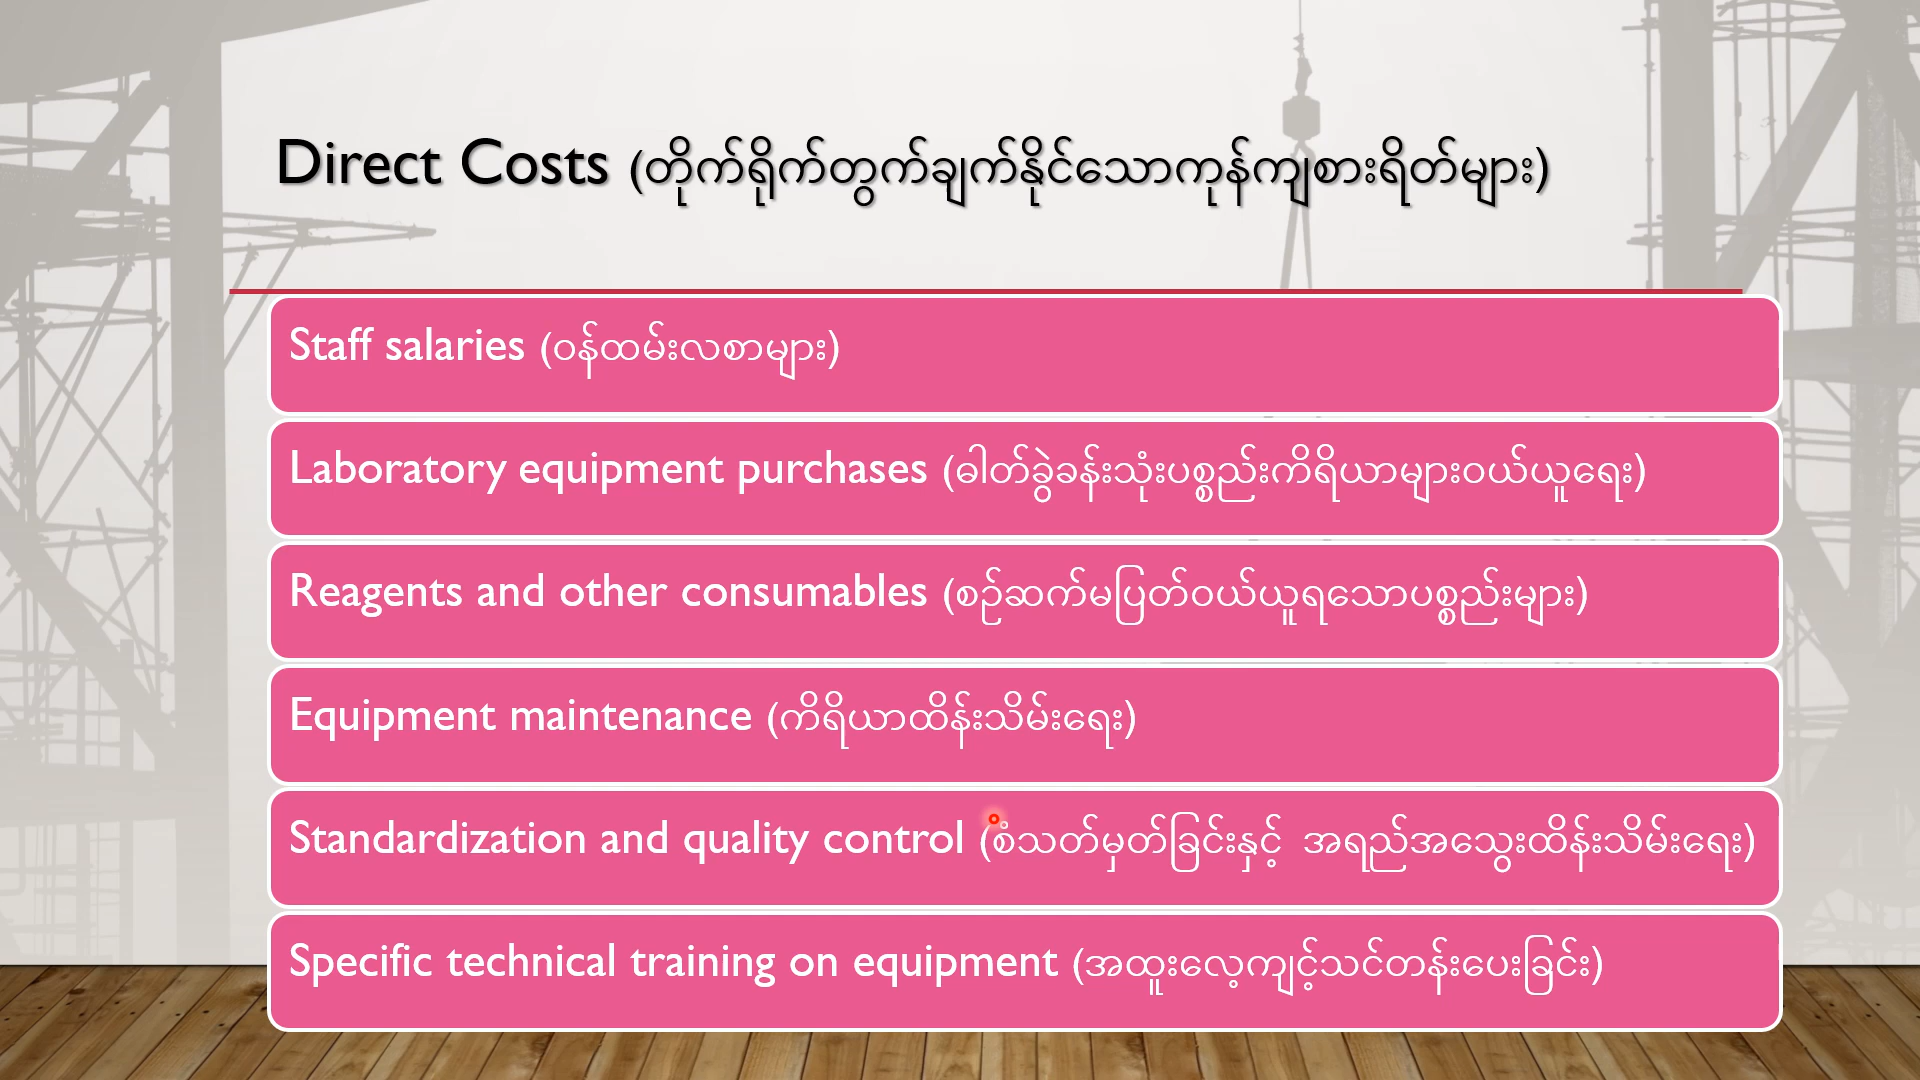 Direct Costs (တိုက်ရိုက်တွက်ချက်နိုင်သောကုန်ကျစားရိတ်များ)
Staff salaries (ဝန်ထမ်းလစာများ)
Laboratory equipment purchases (ဓါတ်ခွဲခန်းသုံးပစ္စည်းကိရိယာများဝယ်ယူရေး)
Reagents and other consumables (စဉ်ဆက်မပြတ်ဝယ်ယူရသောပစ္စည်းများ)
Equipment maintenance (ကိရိယာထိန်းသိမ်းရေး)
Standardization and quality control (စံသတ်မှတ်ခြင်းနှင့် အရည်အသွေးထိန်းသိမ်းရေး)
Specific technical training on equipment (အထူးလေ့ကျင့်သင်တန်းပေးခြင်း)